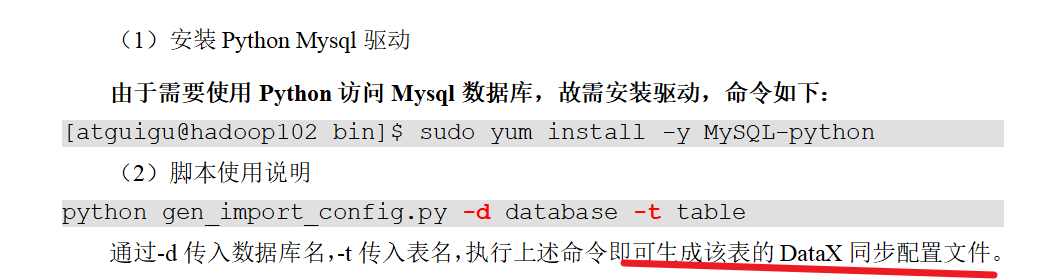 （1）安装 Python Mysql 驱动
由于需要使用 Python 访问 Mysql 数据库，故需安装驱动，命令如下：
[atguigu@hadoop102 bin]$ sudo yum install -y MySQL-python
（2）脚本使用说明
python gen_import_config.py -d database -t table
通过-d 传入数据库名，-t 传入表名，执行上述命令即可生成该表的 DataX 同步配置文件。